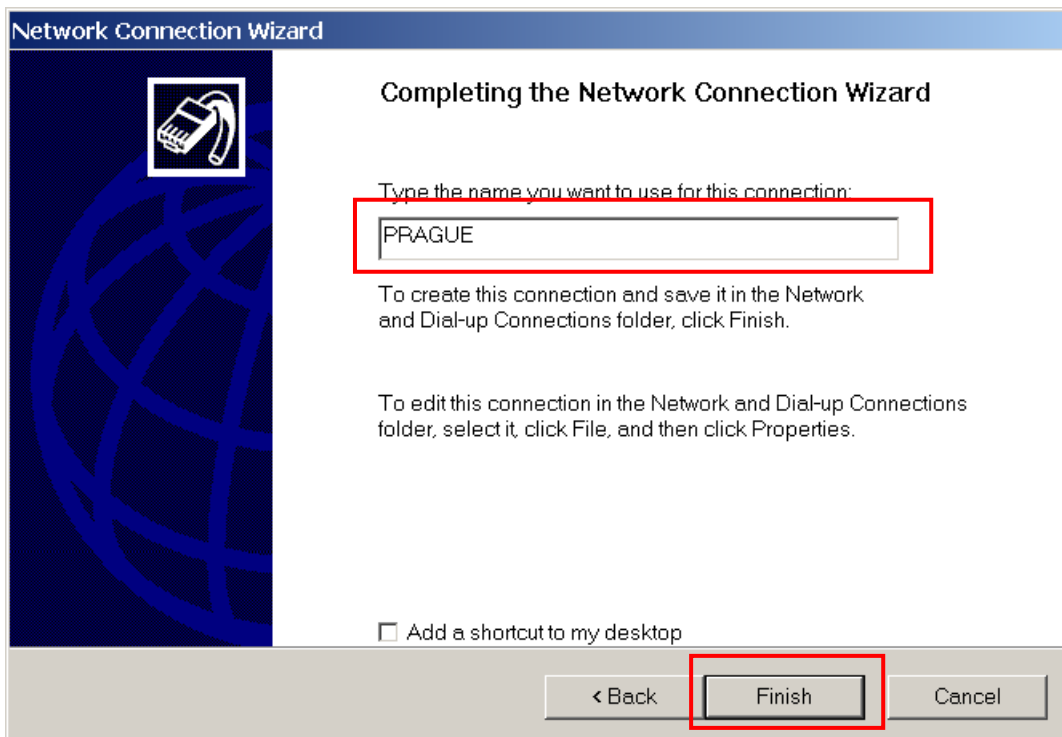 Network Connection Wizard
Completing the Network Connection Wizard
Type the name you want to use for this connection:
PRAGUE
To create this connection and save it in the Network
and Dial-up Connections folder, click Finish.
To edit this connection in the Network and Dial-up Connections
folder, select it, click File, and then click Properties.
Add a shortcut to my desktop
< Back Finish Cancel